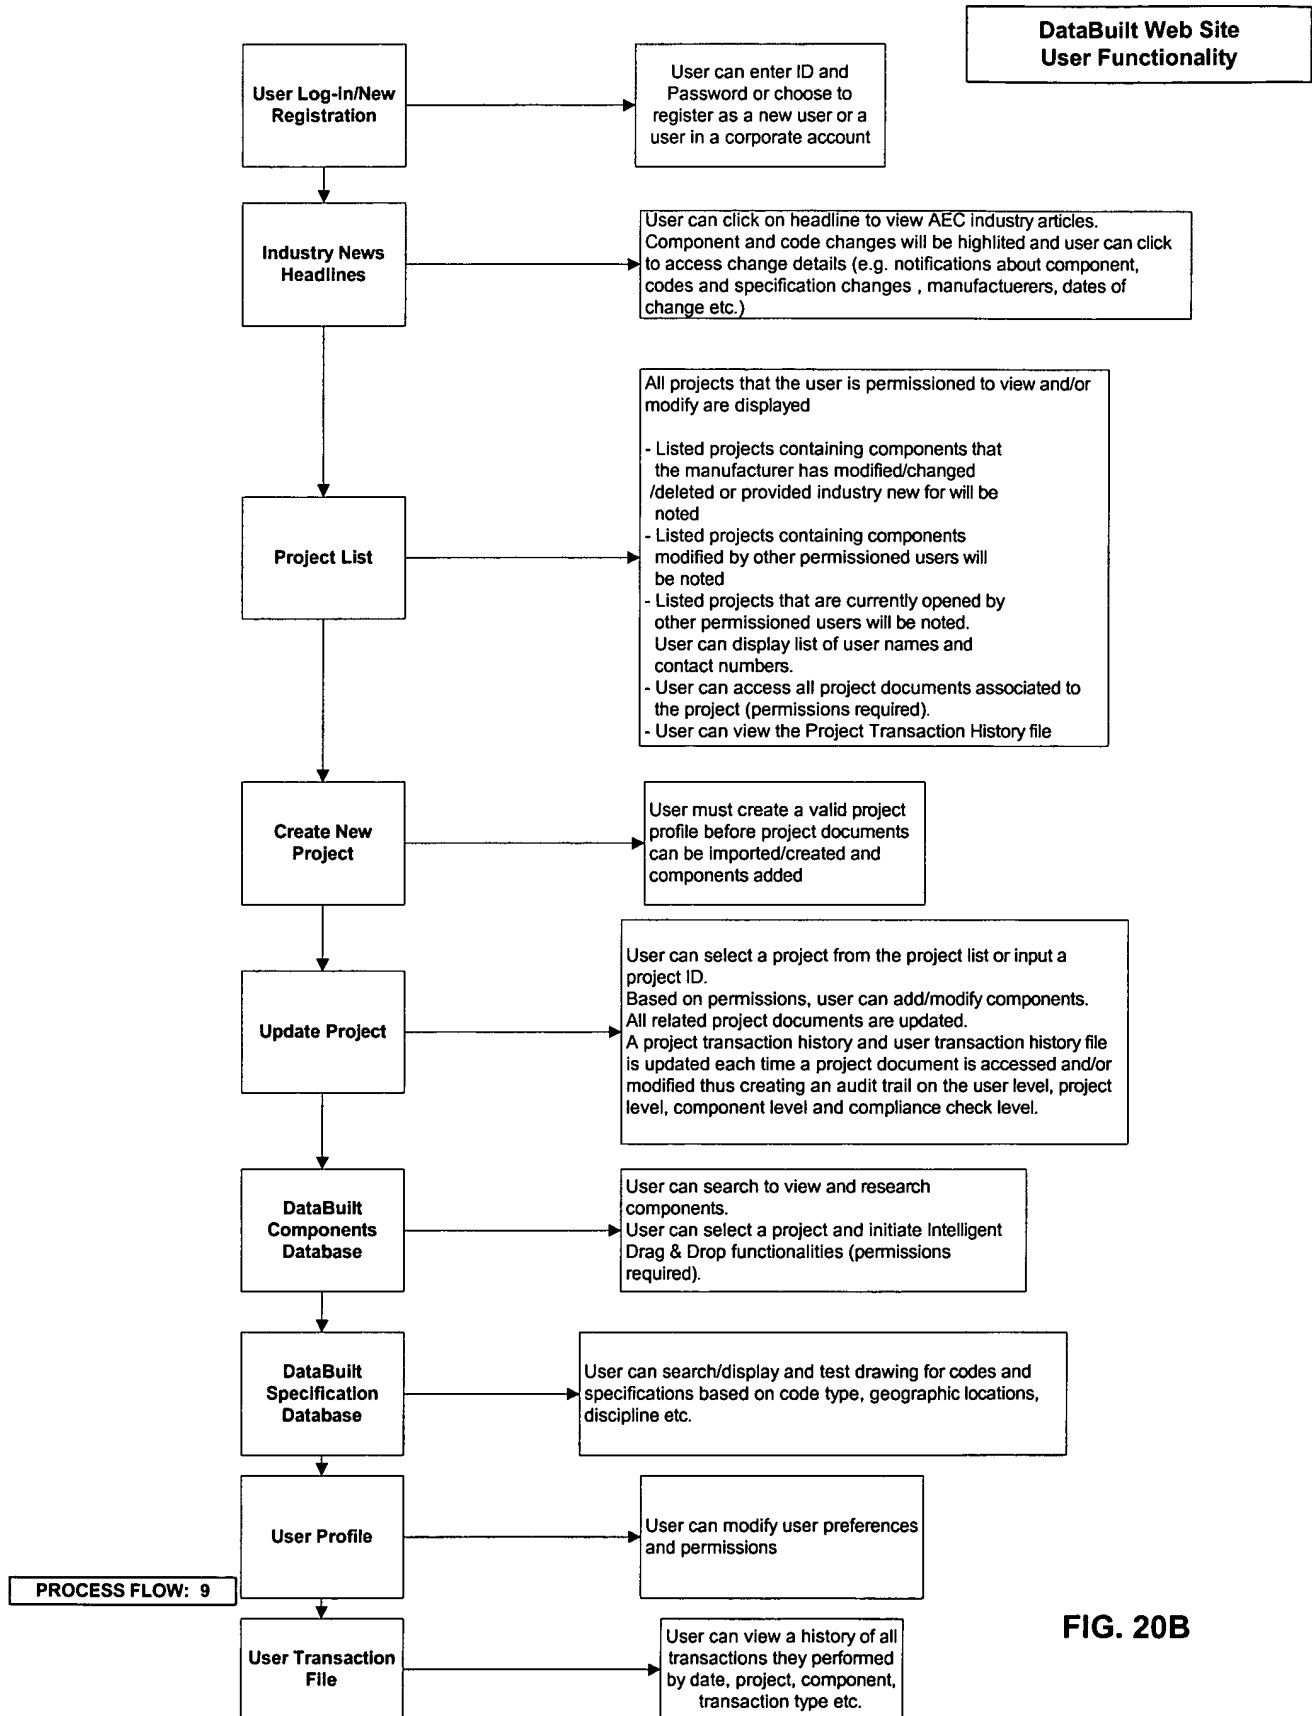 DataBuilt Web Site
User Functionality
User Log-In/New
Registration
User can enter ID and
Password or choose to
register as a new user or a
user in a corporate account
Industry News
Headlines
User can click on headline to view AEC industry articles.
Component and code changes will be highlited and user can click
to access change details (e.g. notifications about component,
codes and specification changes , manufactuerers, dates of
change etc.)
Project List
All projects that the user is permissioned to view and/or
modify are displayed
- Listed projects containing components that
the manufacturer has modified/changed
/deleted or provided industry new for will be
noted
- Listed projects containing components
modified by other permissioned users will
be noted
- Listed projects that are currently opened by
other permissioned users will be noted.
User can display list of user names and
contact numbers.
- User can access all project documents associated to
the project (permissions required).
- User can view the Project Transaction History file
Create New
Project
User must create a valid project
profile before project documents
can be imported/created and
components added
Update Project
User can select a project from the project list or input a
project ID.
Based on permissions, user can add/modify components.
All related project documents are updated.
A project transaction history and user transaction history file
is updated each time a project document is accessed and/or
modified thus creating an audit trail on the user level, project
level, component level and compliance check level.
DataBuilt
Components
Database
User can search to view and research
components.
User can select a project and initiate Intelligent
Drag & Drop functionalities (permissions
required).
DataBuilt
Specification
Database
User can search/display and test drawing for codes and
specifications based on code type, geographic locations,
discipline etc.
User Profile
User can modify user preferences
and permissions
PROCESS FLOW: 9
User Transaction
File
User can view a history of all
transactions they performed
by date, project, component,
transaction type etc.
FIG. 20B